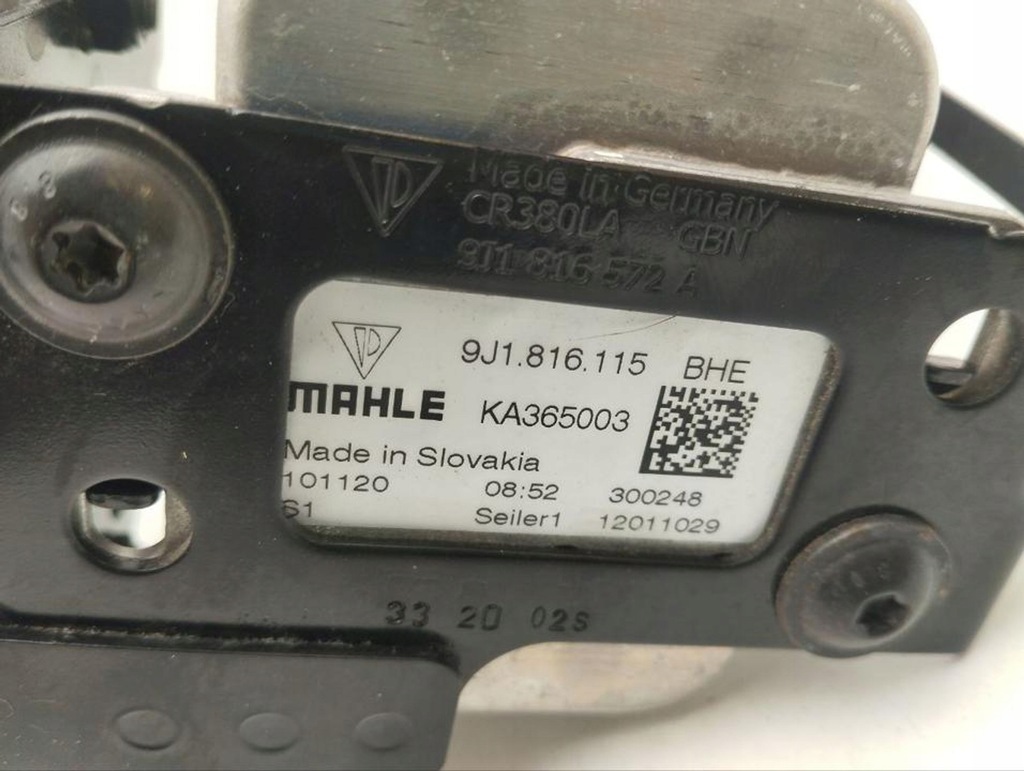 Made in Germany
CR380LA GBN
9J1 816 572 A
9J1.816.115 BHE
MAHLE KA365003
Made in Slovakia
101120 08:52 300248
S1 Seiler1 12011029
33 20 02S